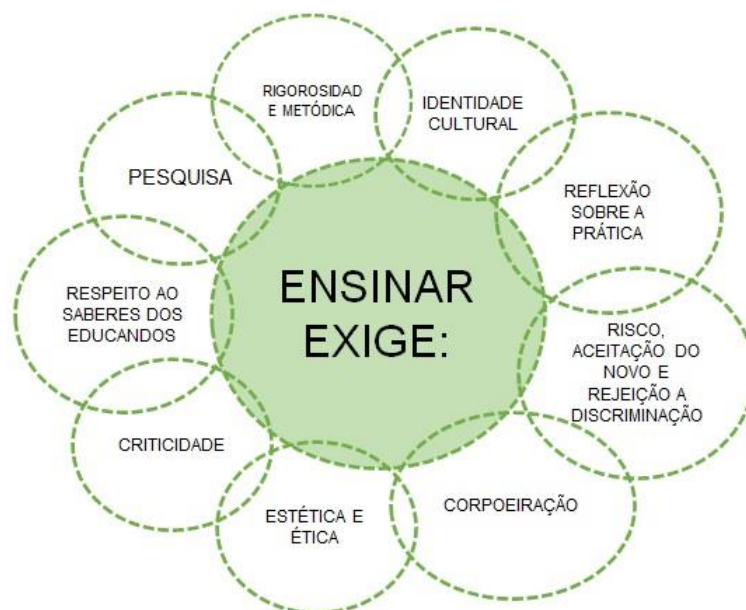 ENSINAR
EXIGE:
RIGOROSIDAD
E METÓDICA
IDENTIDADE
CULTURAL
REFLEXÃO
SOBRE A
PRÁTICA
RISCO,
ACEITAÇÃO DO
NOVO E
REJEIÇÃO A
DISCRIMINAÇÃO
CORPOEIRAÇÃO
ESTÉTICA E
ÉTICA
CRITICIDADE
RESPEITO AO
SABERES DOS
EDUCANDOS
PESQUISA